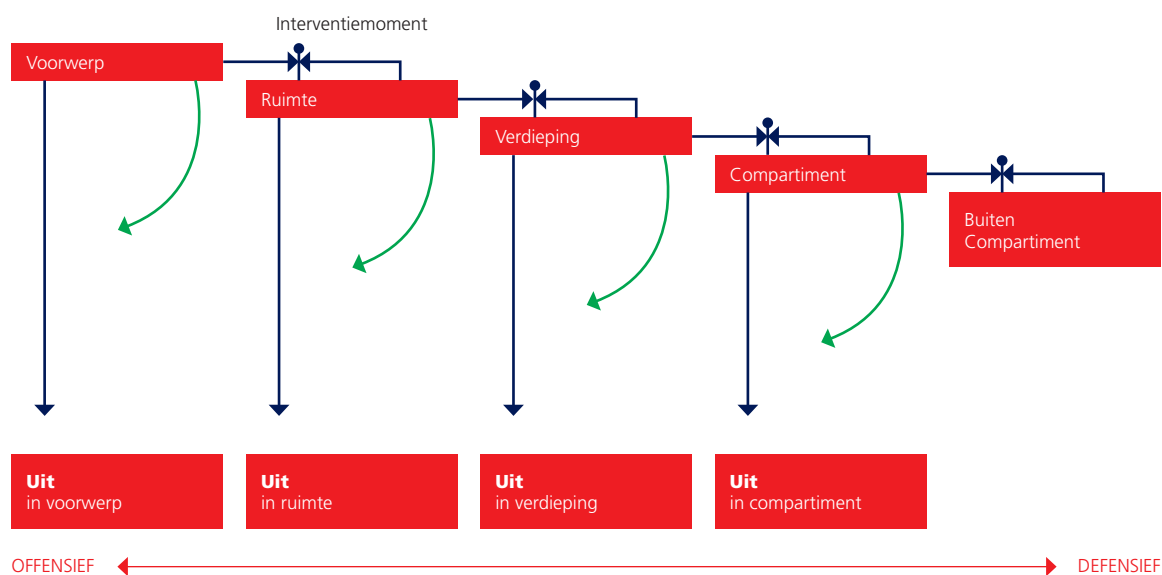 Interventiemoment
Voorwerp
Ruimte
Verdieping
Compartiment
Buiten
Compartiment
Uit
in voorwerp
Uit
in ruimte
Uit
in verdieping
Uit
in compartiment
OFFENSIEF
DEFENSIEF